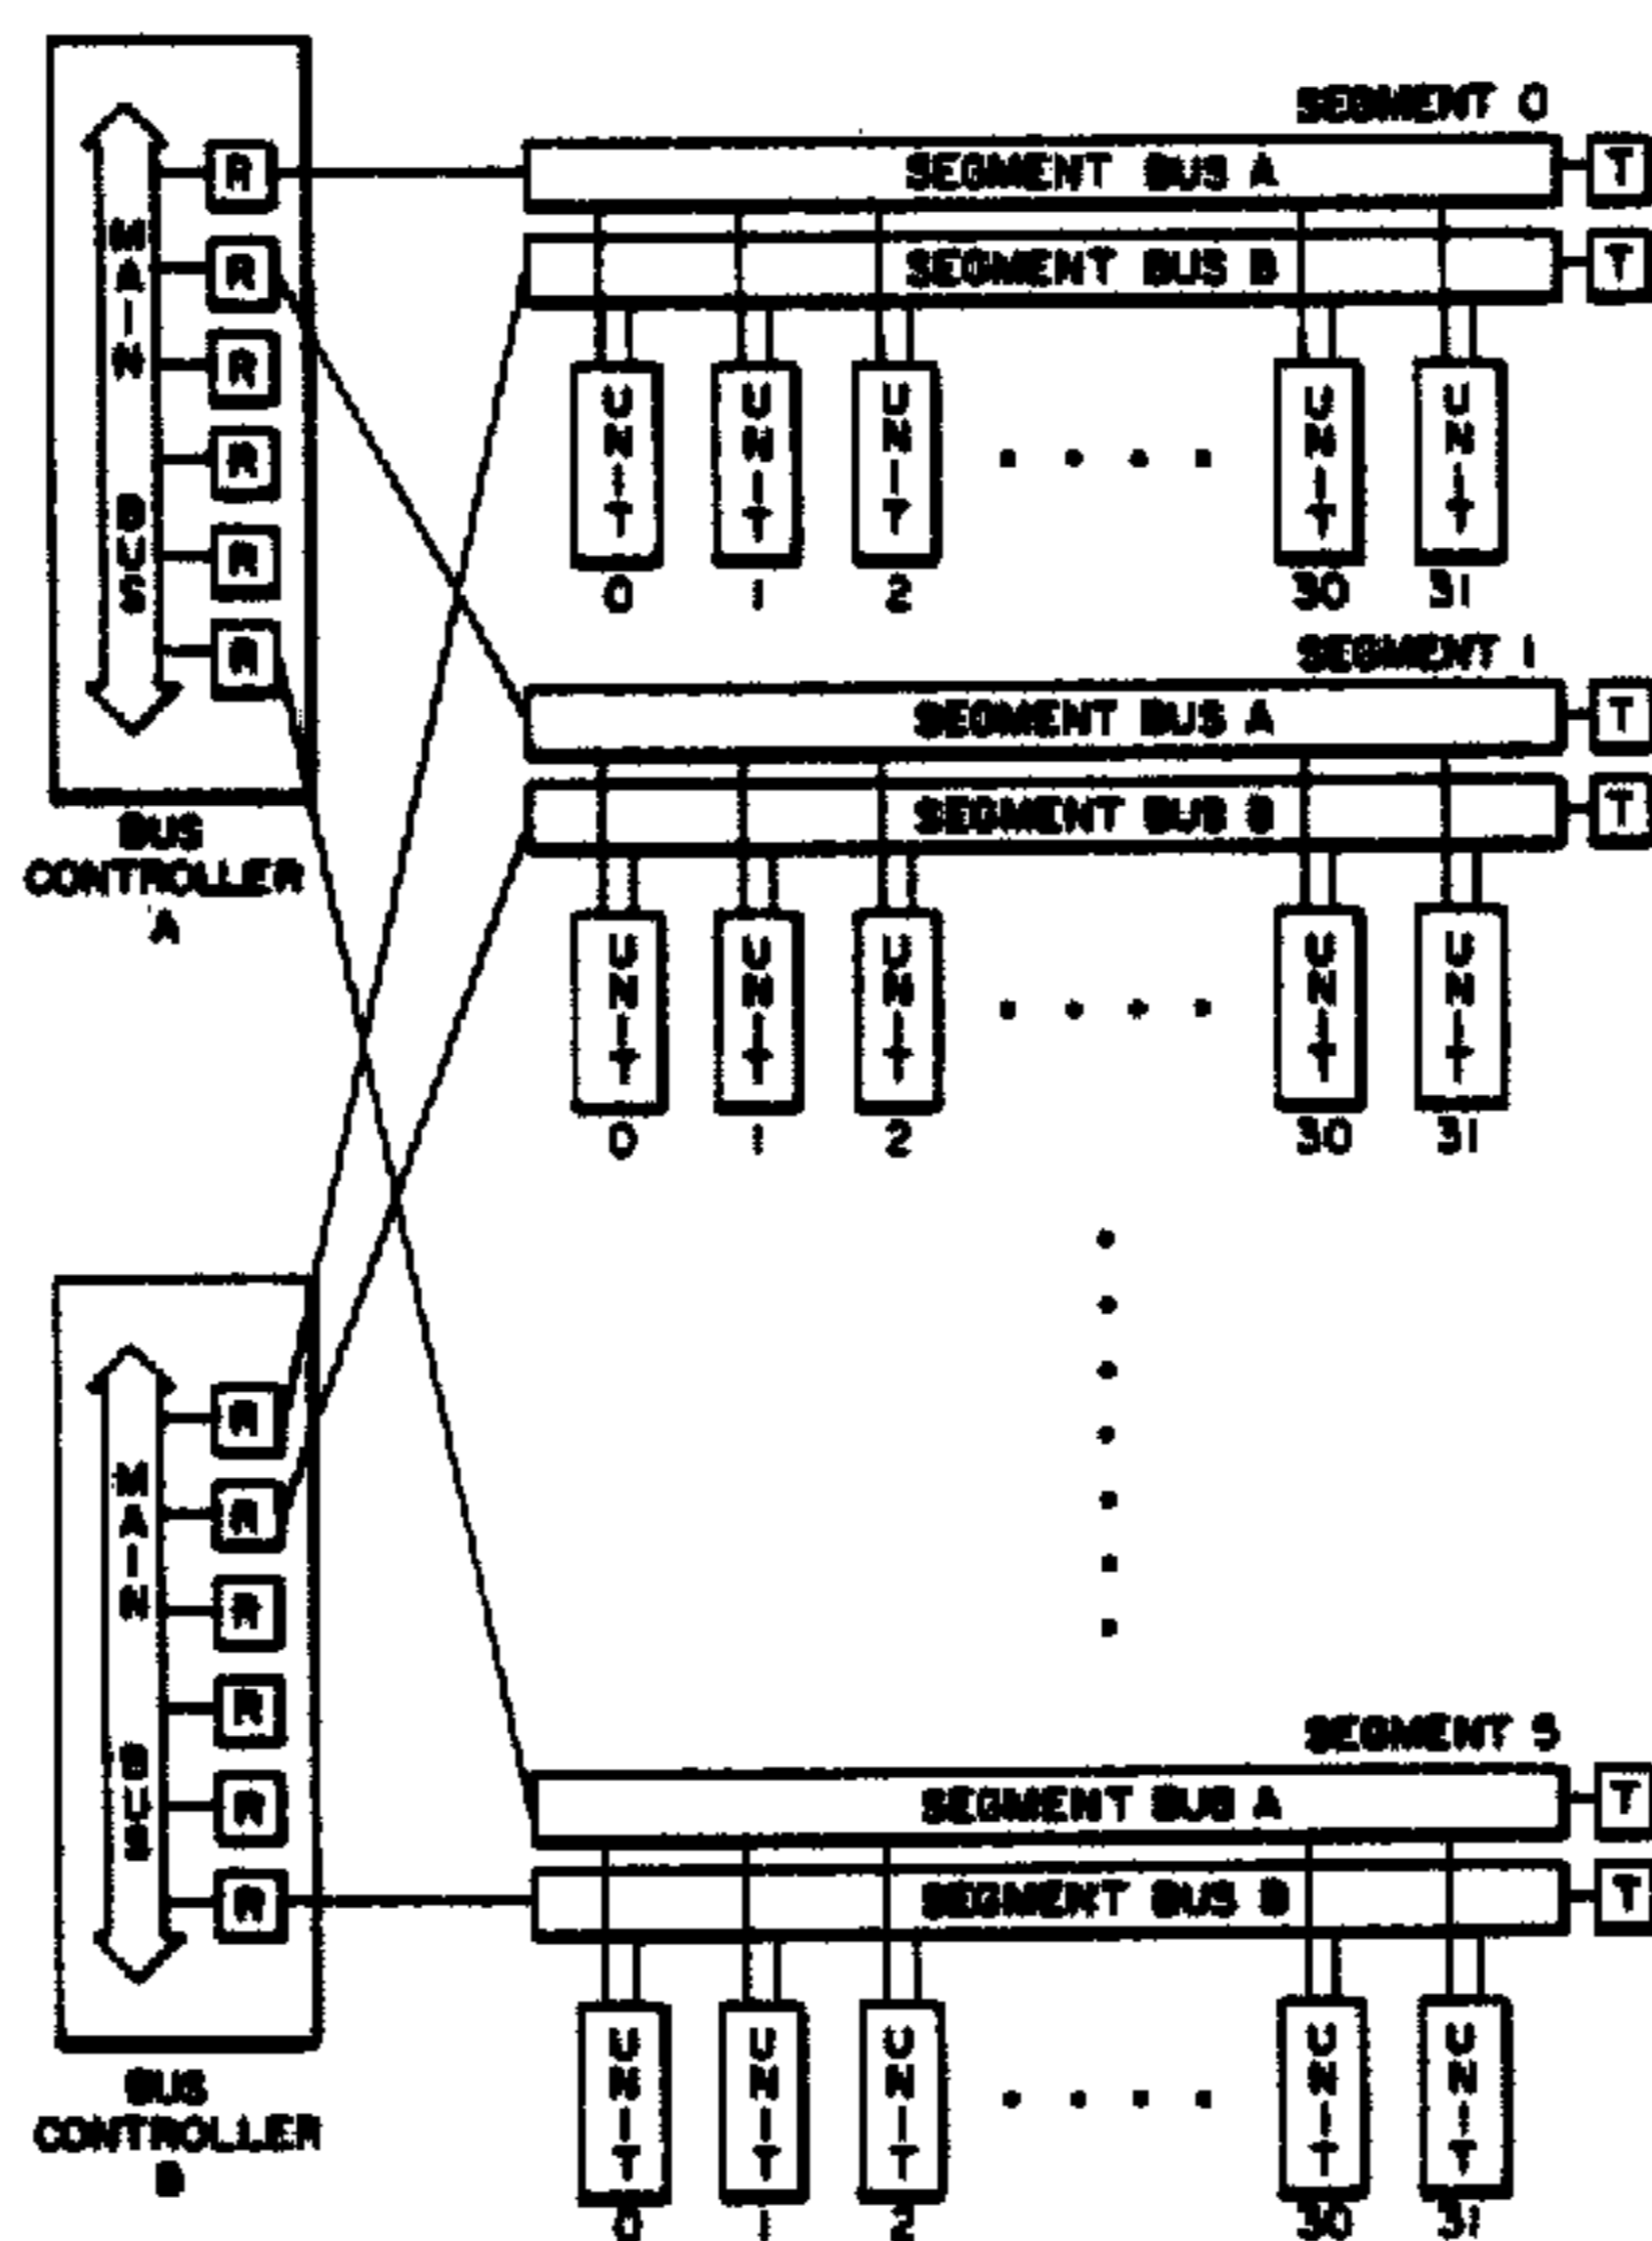 SEGMENT 0
R
SEGMENT BUS A
T
R
SEGMENT BUS B
T
MAIN BUS
R
R
R
R
UNIT
UNIT
UNIT
UNIT
UNIT
0
1
2
30
31
SEGMENT 1
SEGMENT BUS A
T
SEGMENT BUS B
T
BUS
CONTROLLER
A
UNIT
UNIT
UNIT
UNIT
UNIT
0
1
2
30
31
MAIN BUS
R
R
R
R
R
R
SEGMENT 5
SEGMENT BUS A
T
SEGMENT BUS B
T
UNIT
UNIT
UNIT
UNIT
UNIT
0
1
2
30
31
BUS
CONTROLLER
B